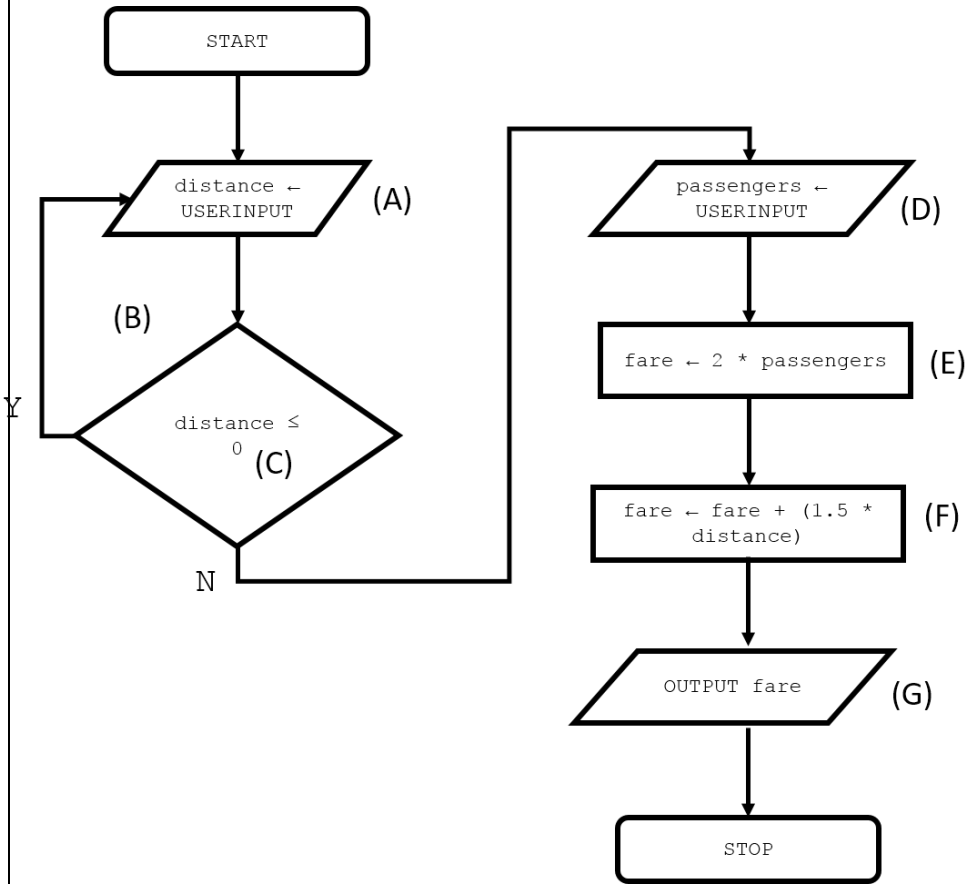 START
distance ←
USERINPUT
(A)
(B)
distance ≤
0
(C)
Y
N
passengers ←
USERINPUT
(D)
fare ← 2 * passengers
(E)
fare ← fare + (1.5 *
distance)
(F)
OUTPUT fare
(G)
STOP